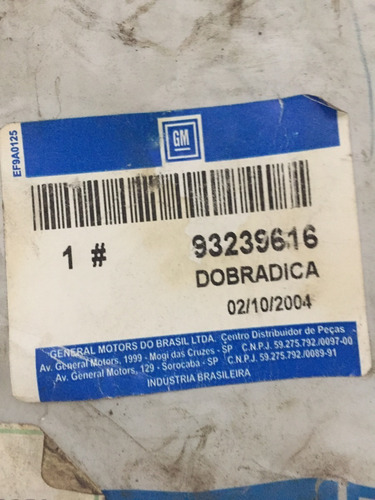 EF9A0125
GM
1 # 93239616
DOBRADICA
02/10/2004
GENERAL MOTORS DO BRASIL LTDA. Centro Distribuidor de Peças
Av. General Motors, 1999 - Mogi das Cruzes - SP C.N.P.J. 59.275.792/0097-00
Av. General Motors, 129 - Sorocaba - SP C.N.P.J. 59.275.792/0089-91
INDUSTRIA BRASILEIRA